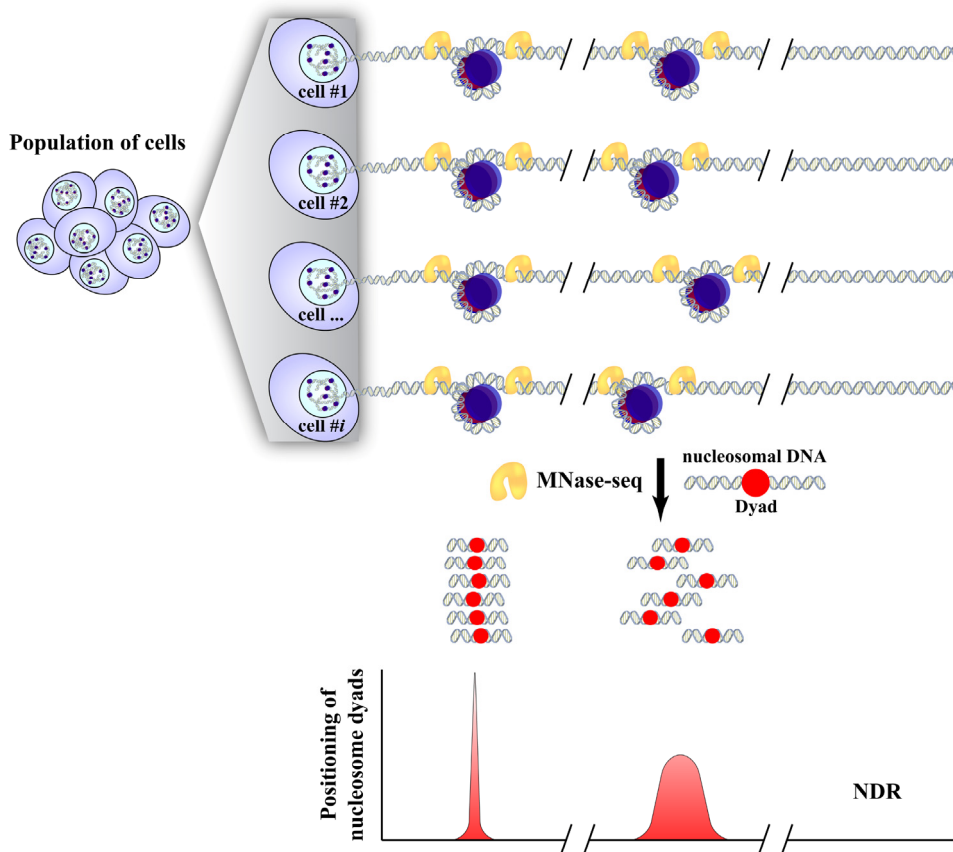 Population of cells
cell #1
cell #2
cell ...
cell #i
MNase-seq
nucleosomal DNA
Dyad
Positioning of
nucleosome dyads
NDR